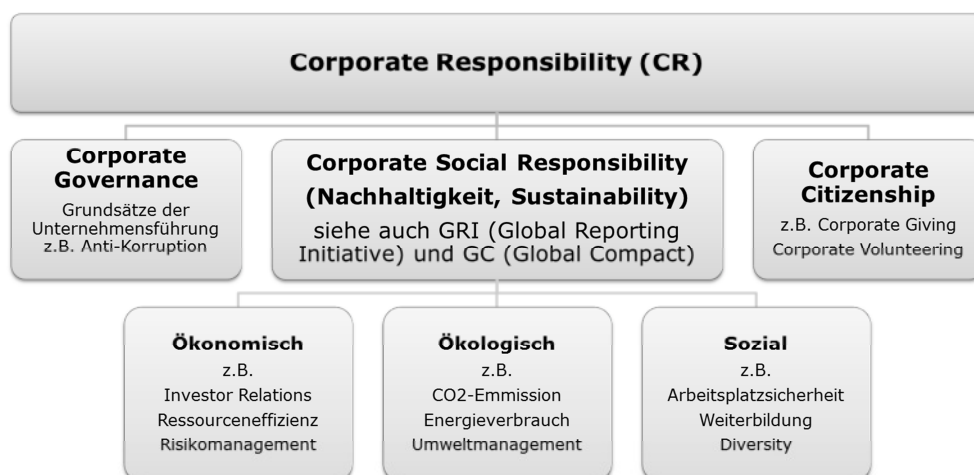 Corporate Responsibility (CR)
Corporate
Governance
Grundsätze der
Unternehmensführung
z.B. Anti-Korruption
Corporate Social Responsibility
(Nachhaltigkeit, Sustainability)
siehe auch GRI (Global Reporting
Initiative) und GC (Global Compact)
Corporate
Citizenship
z.B. Corporate Giving
Corporate Volunteering
Ökonomisch
z.B.
Investor Relations
Ressourceneffizienz
Risikomanagement
Ökologisch
z.B.
CO2-Emmission
Energieverbrauch
Umweltmanagement
Sozial
z.B.
Arbeitsplatzsicherheit
Weiterbildung
Diversity